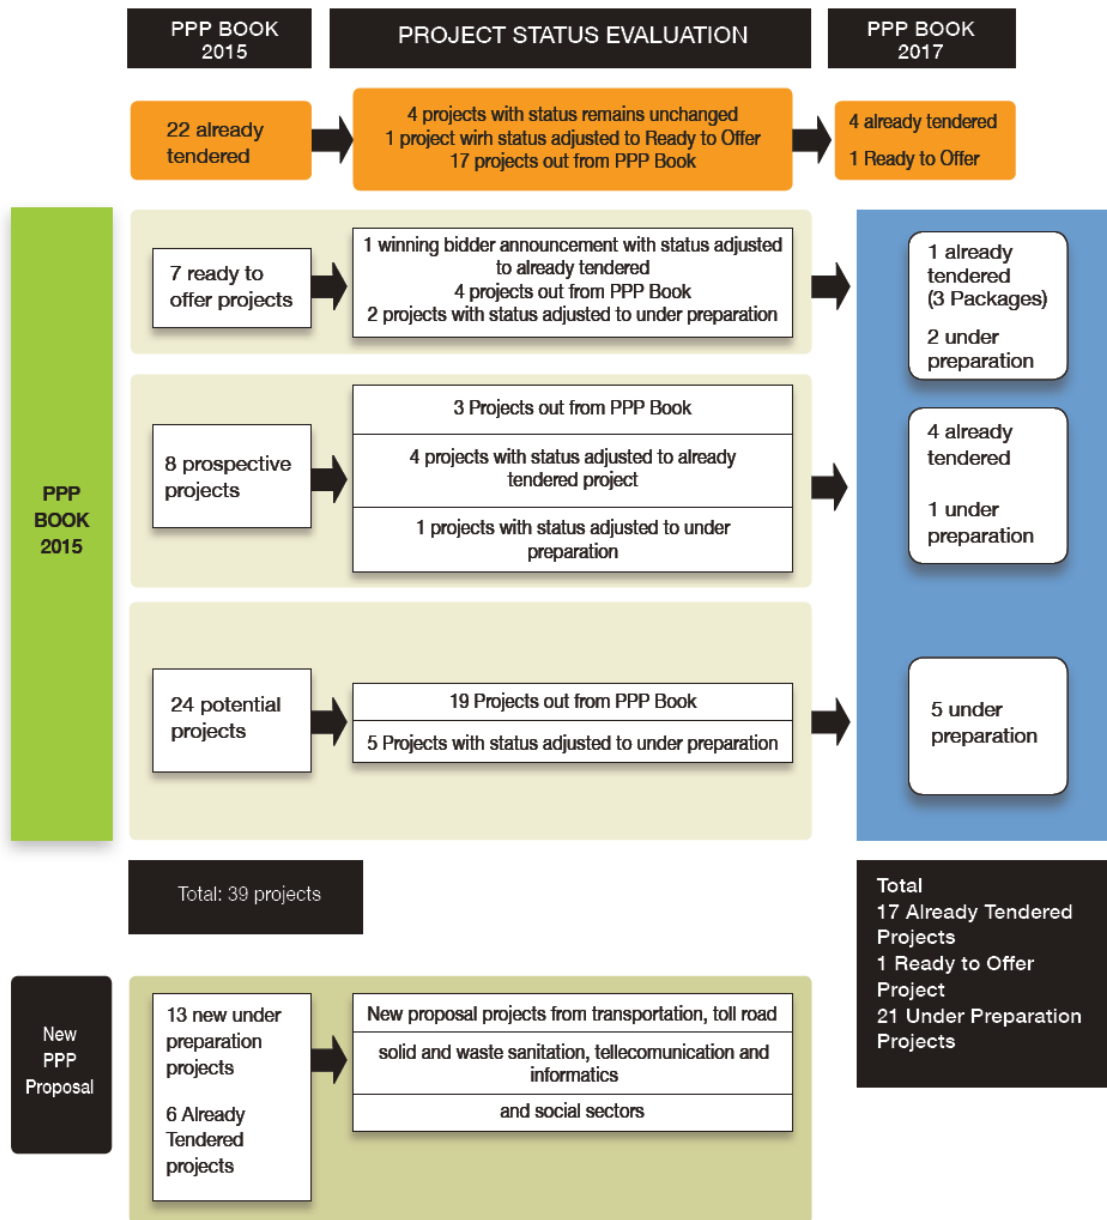 PPP BOOK
2015
PROJECT STATUS EVALUATION
PPP BOOK
2017
22 already
tendered
4 projects with status remains unchanged
1 project wirh status adjusted to Ready to Offer
17 projects out from PPP Book
4 already tendered
1 Ready to Offer
PPP
BOOK
2015
7 ready to
offer projects
1 winning bidder announcement with status adjusted
to already tendered
4 projects out from PPP Book
2 projects with status adjusted to under preparation
1 already
tendered
(3 Packages)
2 under
preparation
8 prospective
projects
3 Projects out from PPP Book
4 projects with status adjusted to already
tendered project
1 projects with status adjusted to under
preparation
4 already
tendered
1 under
preparation
24 potential
projects
19 Projects out from PPP Book
5 Projects with status adjusted to under preparation
5 under
preparation
Total: 39 projects
Total
17 Already Tendered
Projects
1 Ready to Offer
Project
21 Under Preparation
Projects
New
PPP
Proposal
13 new under
preparation
projects
6 Already
Tendered
projects
New proposal projects from transportation, toll road
solid and waste sanitation, tellecomunication and
informatics
and social sectors